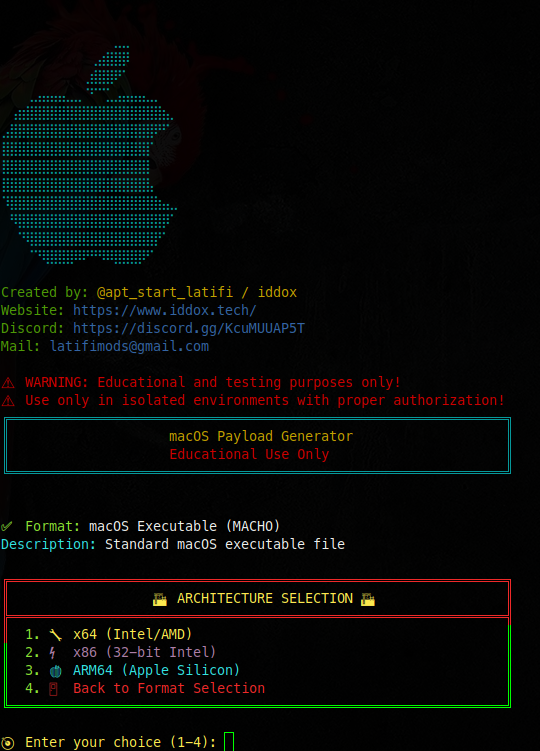 Created by: @apt_start_latifi / iddox
Website: https://www.iddox.tech/
Discord: https://discord.gg/KcuMUUAP5T
Mail: latifimods@gmail.com
⚠ WARNING: Educational and testing purposes only!
⚠ Use only in isolated environments with proper authorization!
macOS Payload Generator
Educational Use Only
✅ Format: macOS Executable (MACHO)
Description: Standard macOS executable file
ARCHITECTURE SELECTION
1. x64 (Intel/AMD)
2. x86 (32-bit Intel)
3. ARM64 (Apple Silicon)
4. Back to Format Selection
Enter your choice (1-4):